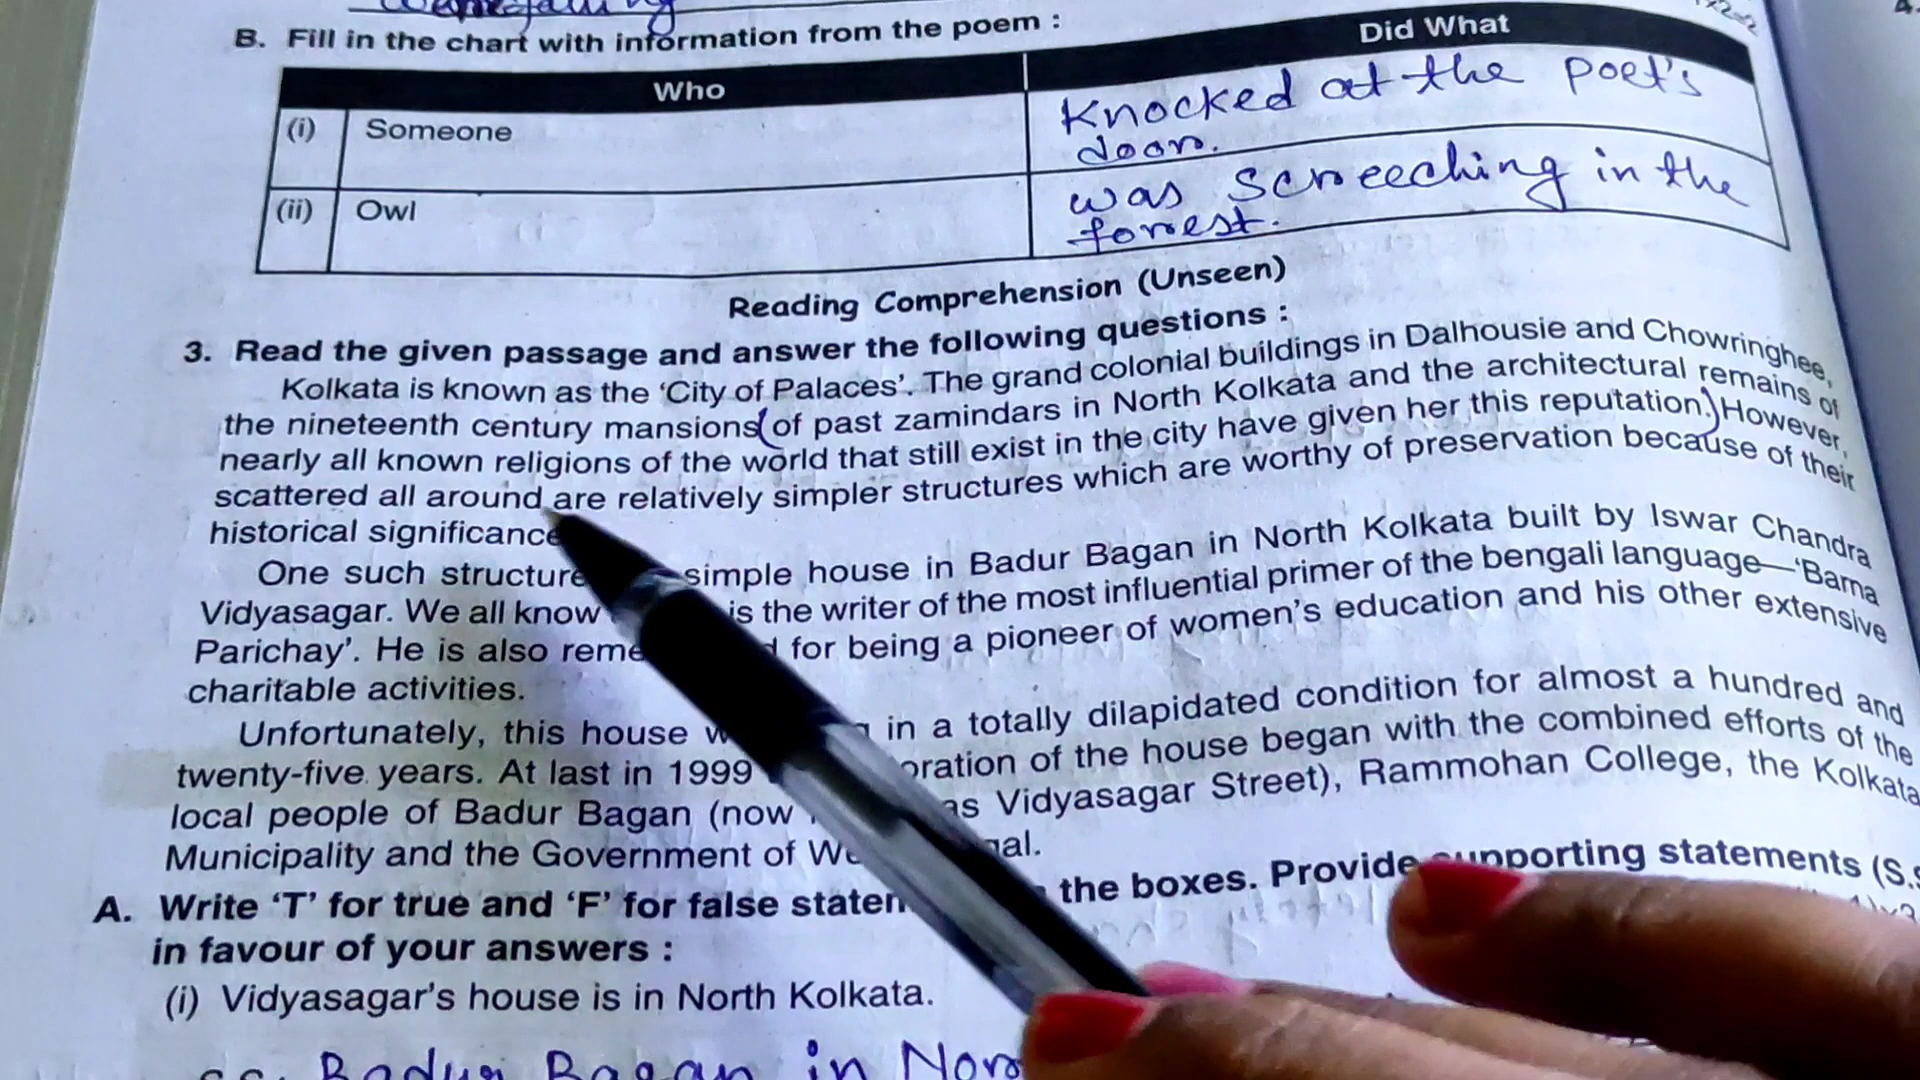 B. Fill in the chart with information from the poem :
Who Did What
(i) Someone Knocked at the poet's
door.
(ii) Owl was screeching in the
forest.
Reading Comprehension (Unseen)
3. Read the given passage and answer the following questions :
Kolkata is known as the 'City of Palaces'. The grand colonial buildings in Dalhousie and Chowringhee,
the nineteenth century mansions of past zamindars in North Kolkata and the architectural remains of
nearly all known religions of the world that still exist in the city have given her this reputation. However,
scattered all around are relatively simpler structures which are worthy of preservation because of their
historical significance
One such structure simple house in Badur Bagan in North Kolkata built by Iswar Chandra
Vidyasagar. We all know is the writer of the most influential primer of the bengali language—'Barna
Parichay'. He is also for being a pioneer of women's education and his other extensive
charitable activities.
Unfortunately, this house in a totally dilapidated condition for almost a hundred and
twenty-five years. At last in 1999 of the house began with the combined efforts of the
local people of Badur Bagan (now as Vidyasagar Street), Rammohan College, the Kolkata
Municipality and the Government of
A. Write 'T' for true and 'F' for false the boxes. Provide supporting statements (S.S
in favour of your answers :
(i) Vidyasagar's house is in North Kolkata.
Badur Bagan in